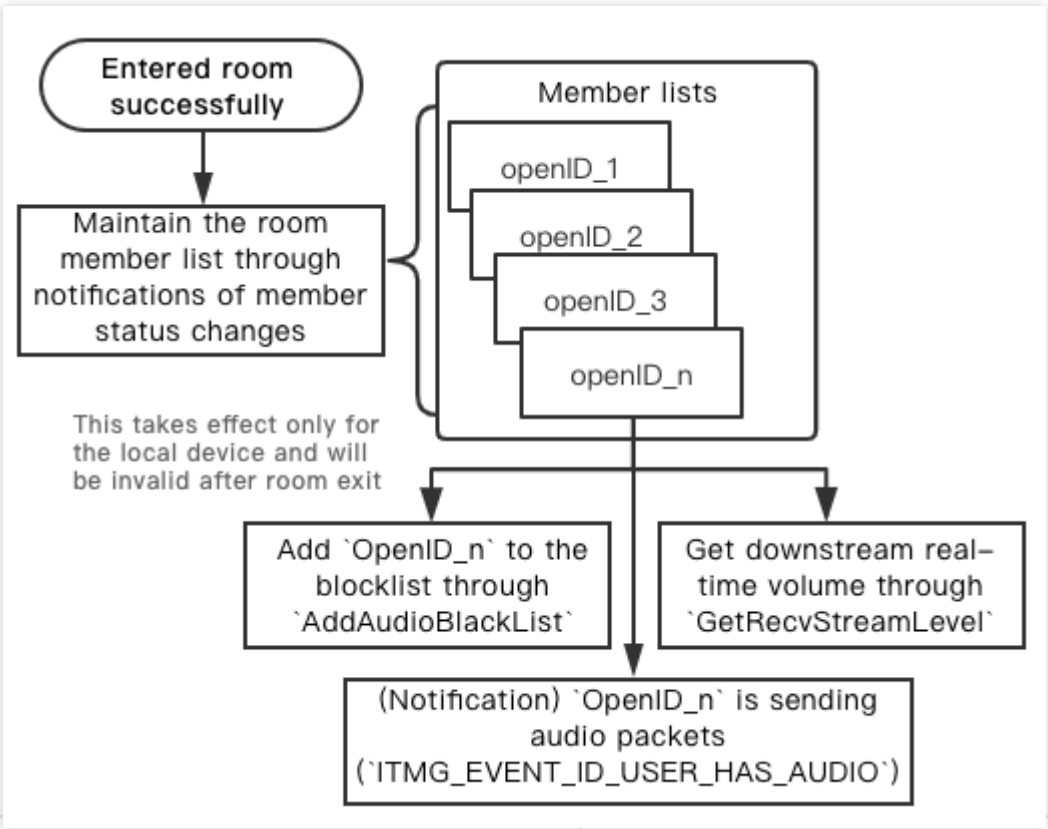 Entered room
successfully
Member lists
openID_1
openID_2
openID_3
openID_n
Maintain the room
member list through
notifications of member
status changes
This takes effect only for
the local device and will
be invalid after room exit
Add `OpenID_n` to the
blocklist through
`AddAudioBlackList`
Get downstream real-
time volume through
`GetRecvStreamLevel`
(Notification) `OpenID_n` is sending
audio packets
(`ITMG_EVENT_ID_USER_HAS_AUDIO`)